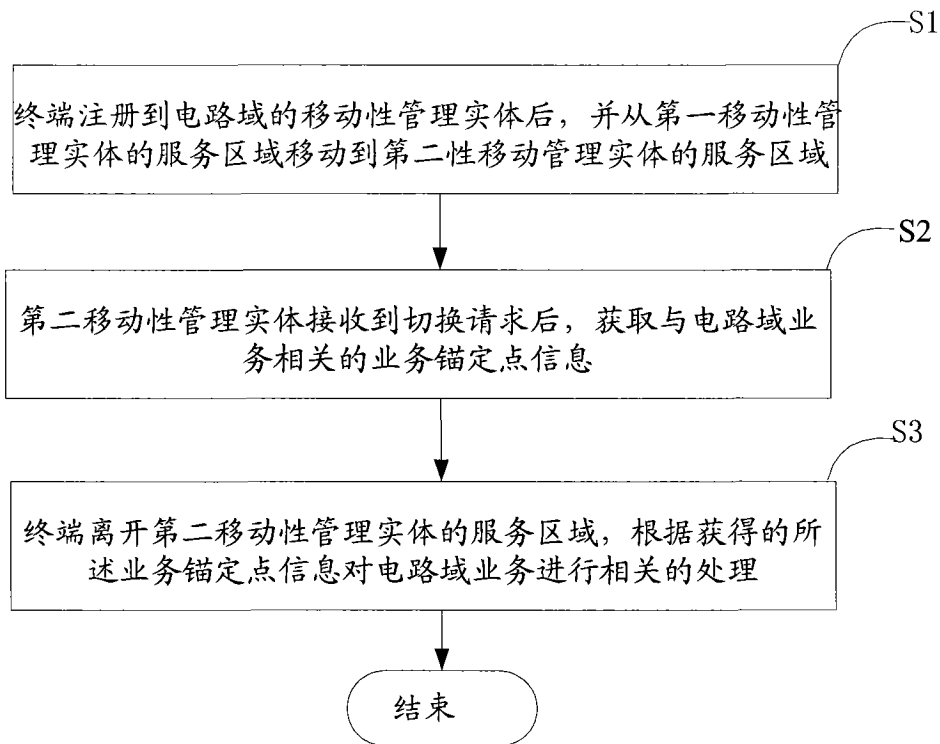 S1
终端注册到电路域的移动性管理实体后，并从第一移动性管
理实体的服务区域移动到第二性移动管理实体的服务区域
S2
第二移动性管理实体接收到切换请求后，获取与电路域业
务相关的业务锚定点信息
S3
终端离开第二移动性管理实体的服务区域，根据获得的所
述业务锚定点信息对电路域业务进行相关的处理
结束